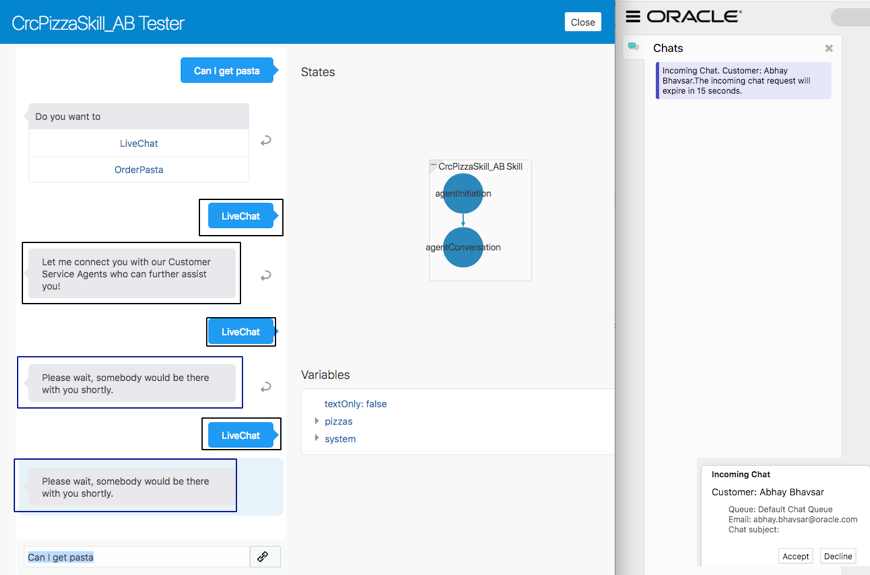 CrcPizzaSkill_AB Tester
Close
Can I get pasta
Do you want to
LiveChat
OrderPasta
LiveChat
Let me connect you with our Customer
Service Agents who can further assist
you!
LiveChat
Please wait, somebody would be there
with you shortly.
LiveChat
Please wait, somebody would be there
with you shortly.
Can I get pasta
States
CrcPizzaSkill_AB Skill
agentInitiation
agentConversation
Variables
textOnly: false
pizzas
system
ORACLE®
Chats
Incoming Chat. Customer: Abhay
Bhavsar.The incoming chat request will
expire in 15 seconds.
Incoming Chat
Customer: Abhay Bhavsar
Queue: Default Chat Queue
Email: abhay.bhavsar@oracle.com
Chat subject:
Accept
Decline